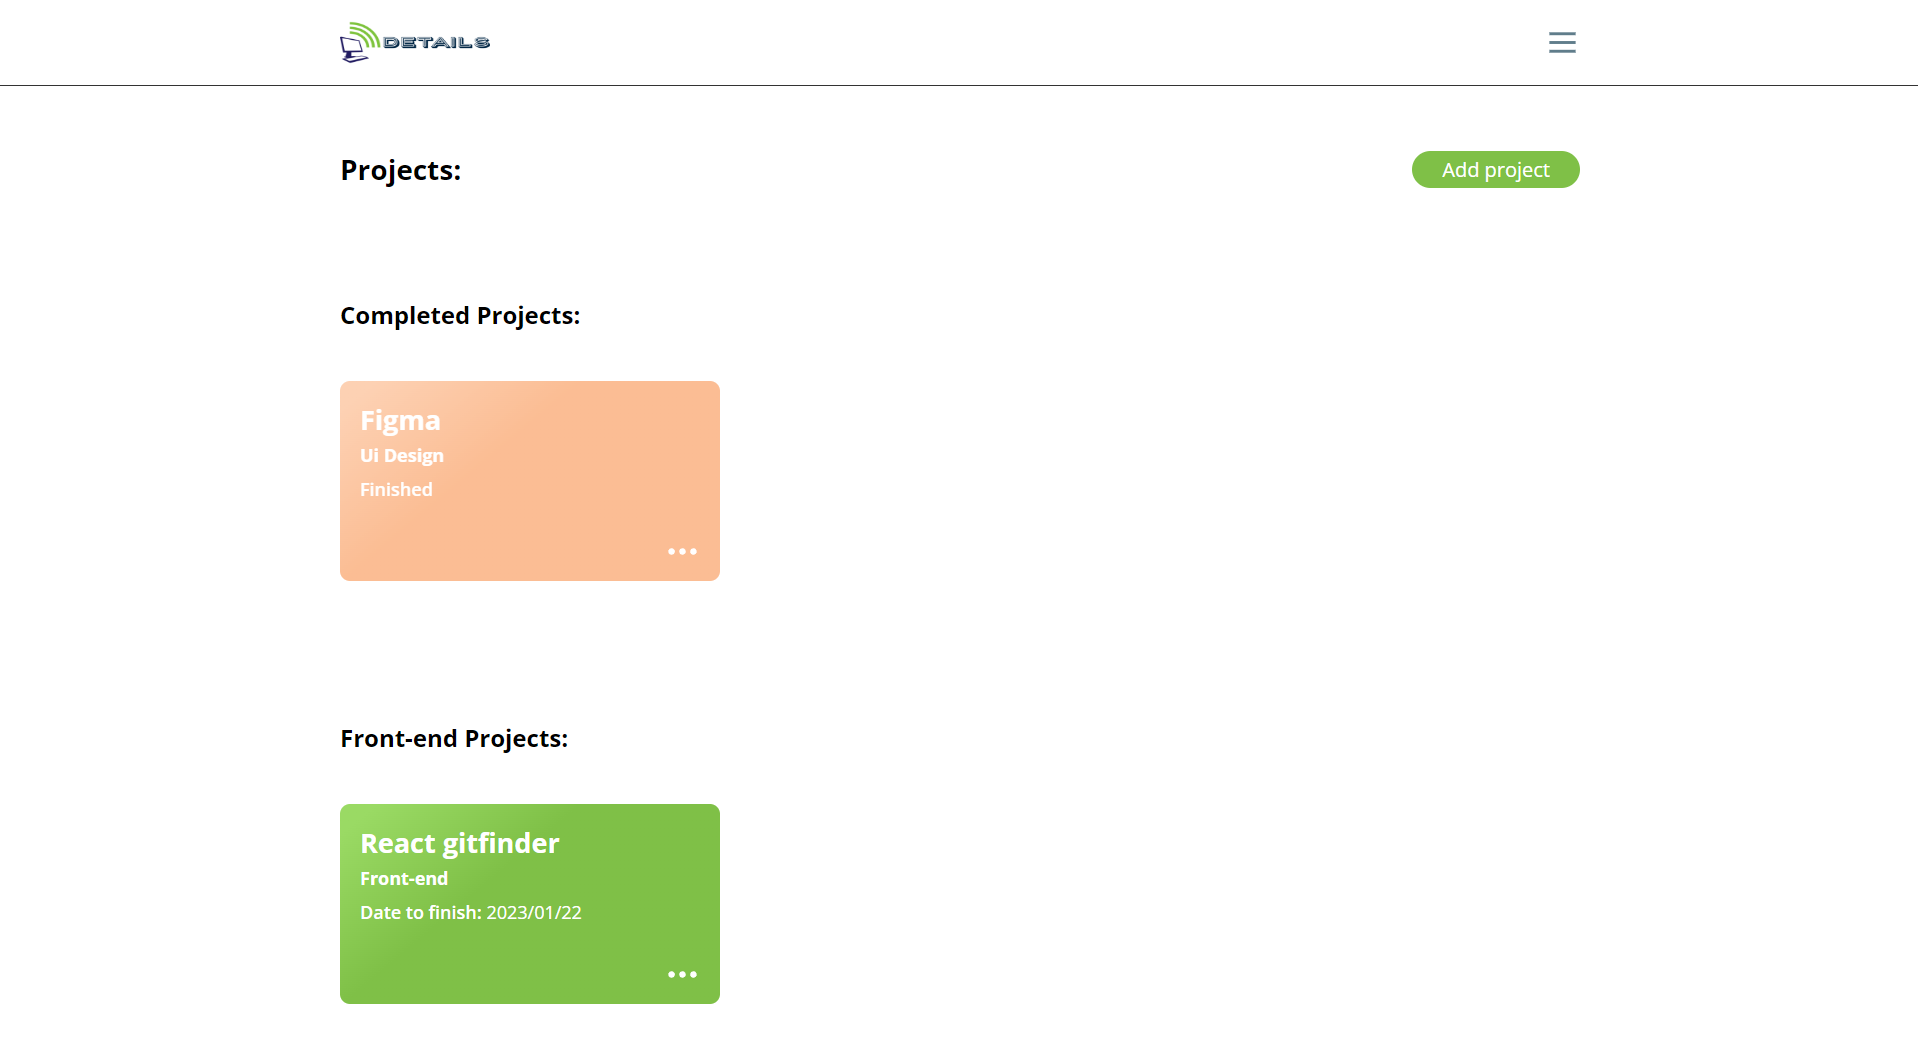 DETAILS
Projects:
Add project
Completed Projects:
Figma
Ui Design
Finished
Front-end Projects:
React gitfinder
Front-end
Date to finish: 2023/01/22